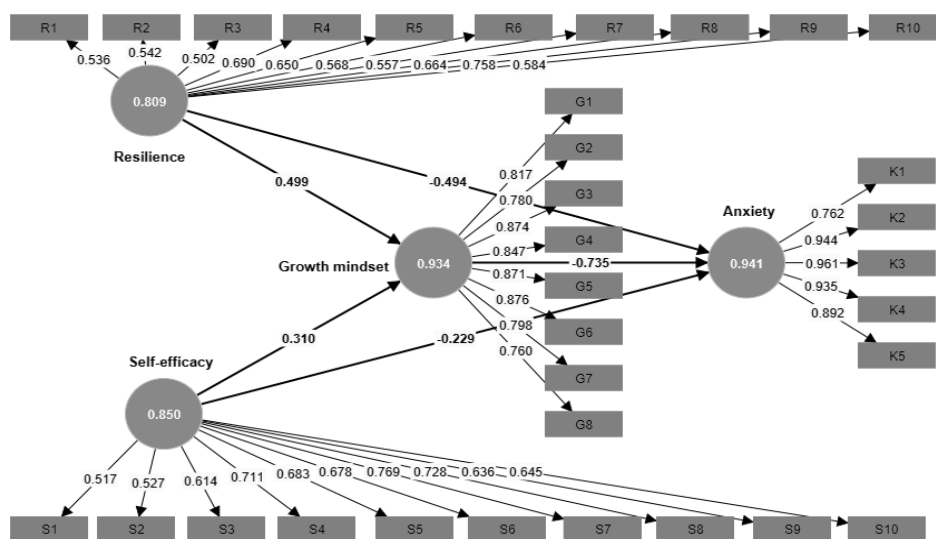 R1 R2 R3 R4 R5 R6 R7 R8 R9 R10
0.536 0.542 0.502 0.690 0.650 0.568 0.557 0.664 0.758 0.584
0.809
Resilience
G1
G2
G3
G4
G5
G6
G7
G8
0.817
0.780
0.874
0.847
0.871
0.876
0.798
0.760
0.499
-0.494
Growth mindset
0.934
-0.735
Anxiety
0.941
K1
K2
K3
K4
K5
0.762
0.944
0.961
0.935
0.892
0.310
-0.229
Self-efficacy
0.850
0.517 0.527 0.614 0.711 0.683 0.678 0.769 0.728 0.636 0.645
S1 S2 S3 S4 S5 S6 S7 S8 S9 S10